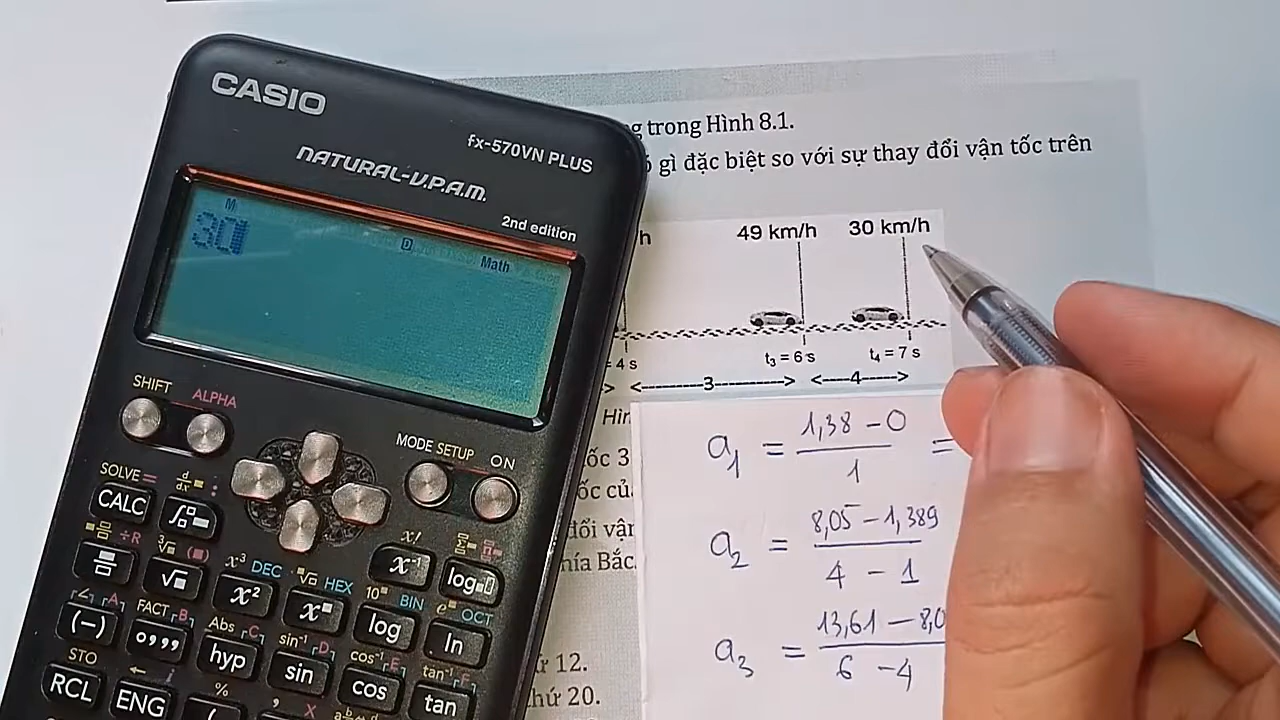 CASIO
fx-570VN PLUS
NATURAL-V.P.A.M.
2nd edition
M
D
Math
30
SHIFT
ALPHA
MODE SETUP
ON
SOLVE =
CALC
x!
x⁻¹
log
÷R
x³ DEC
HEX
10 BIN
e OCT
√
x²
x
log
ln
(−)
FACT B
Abs C
sin⁻¹ D
cos⁻¹ E
tan⁻¹ F
hyp
sin
cos
tan
STO
RCL
ENG
%
(
,
X
trong Hình 8.1.
gì đặc biệt so với sự thay đổi vận tốc trên
49 km/h
30 km/h
= 4 s
t₃ = 6 s
t₄ = 7 s
3
4
ốc 3
ốc củ
đổi vận
hía Bắc.
12.
hứ 20.
a₁ = 1,38 − 0 / 1 =
a₂ = 8,05 − 1,389 / 4 − 1
a₃ = 13,61 − 8,0 / 6 − 4